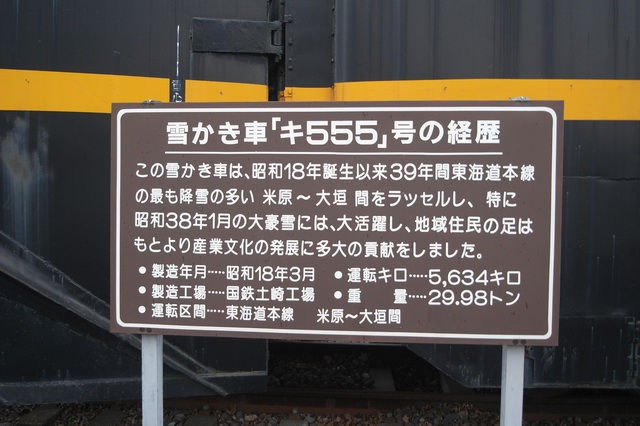 雪かき車「キ555」号の経歴
この雪かき車は、昭和18年誕生以来39年間東海道本線
の最も降雪の多い 米原～大垣 間をラッセルし、特に
昭和38年1月の大豪雪には、大活躍し、地域住民の足は
もとより産業文化の発展に多大の貢献をしました。
● 製造年月‥‥昭和18年3月 ● 運転キロ‥‥5,634キロ
● 製造工場‥‥国鉄土崎工場 ● 重 量‥‥29.98トン
● 運転区間‥‥東海道本線 米原～大垣間